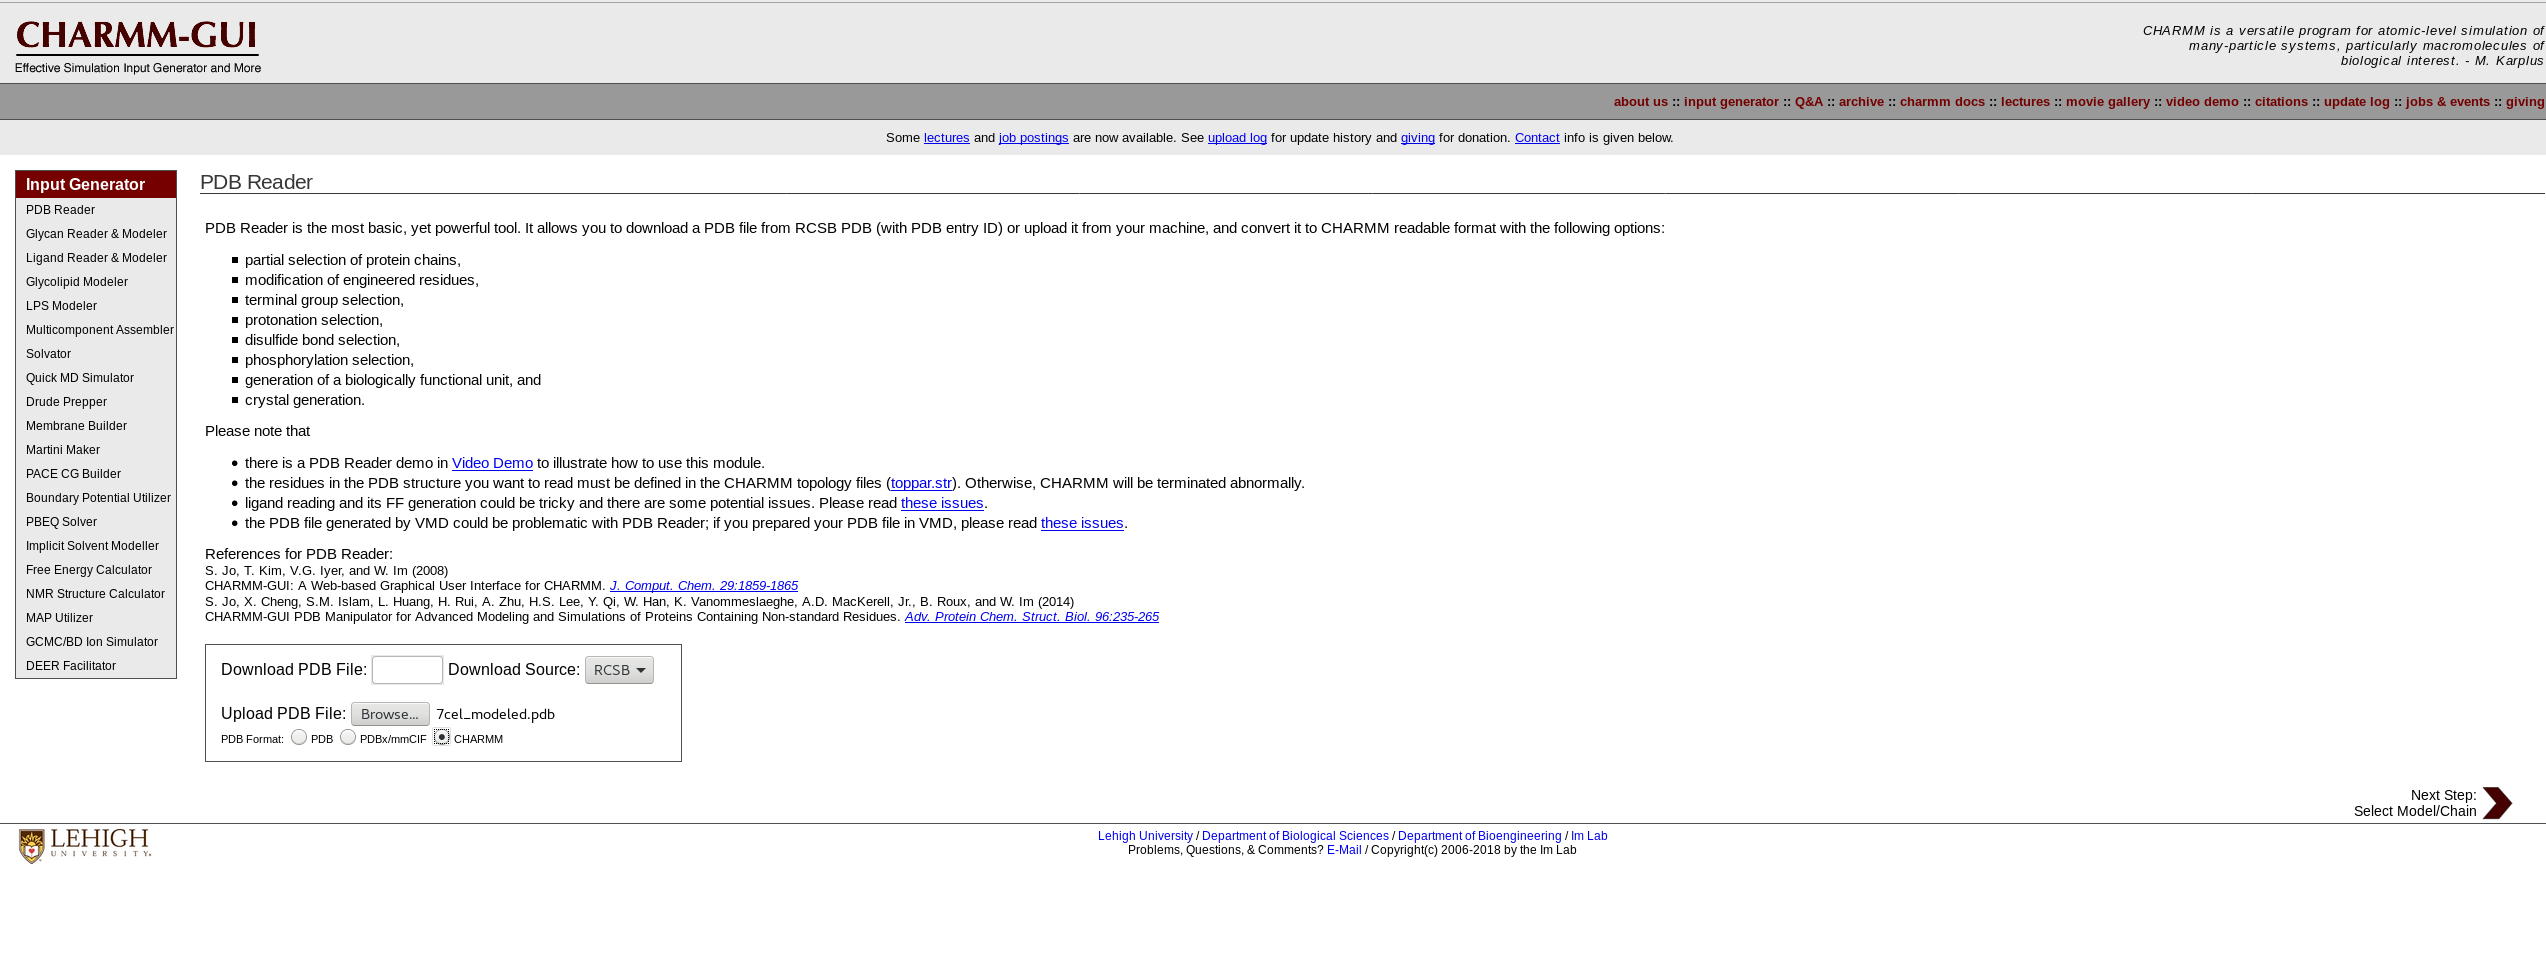 CHARMM-GUI
Effective Simulation Input Generator and More
CHARMM is a versatile program for atomic-level simulation of
many-particle systems, particularly macromolecules of
biological interest. - M. Karplus
about us :: input generator :: Q&A :: archive :: charmm docs :: lectures :: movie gallery :: video demo :: citations :: update log :: jobs & events :: giving
Some lectures and job postings are now available. See upload log for update history and giving for donation. Contact info is given below.
Input Generator
PDB Reader
Glycan Reader & Modeler
Ligand Reader & Modeler
Glycolipid Modeler
LPS Modeler
Multicomponent Assembler
Solvator
Quick MD Simulator
Drude Prepper
Membrane Builder
Martini Maker
PACE CG Builder
Boundary Potential Utilizer
PBEQ Solver
Implicit Solvent Modeller
Free Energy Calculator
NMR Structure Calculator
MAP Utilizer
GCMC/BD Ion Simulator
DEER Facilitator
PDB Reader
PDB Reader is the most basic, yet powerful tool. It allows you to download a PDB file from RCSB PDB (with PDB entry ID) or upload it from your machine, and convert it to CHARMM readable format with the following options:
partial selection of protein chains,
modification of engineered residues,
terminal group selection,
protonation selection,
disulfide bond selection,
phosphorylation selection,
generation of a biologically functional unit, and
crystal generation.
Please note that
there is a PDB Reader demo in Video Demo to illustrate how to use this module.
the residues in the PDB structure you want to read must be defined in the CHARMM topology files (toppar.str). Otherwise, CHARMM will be terminated abnormally.
ligand reading and its FF generation could be tricky and there are some potential issues. Please read these issues.
the PDB file generated by VMD could be problematic with PDB Reader; if you prepared your PDB file in VMD, please read these issues.
References for PDB Reader:
S. Jo, T. Kim, V.G. Iyer, and W. Im (2008)
CHARMM-GUI: A Web-based Graphical User Interface for CHARMM. J. Comput. Chem. 29:1859-1865
S. Jo, X. Cheng, S.M. Islam, L. Huang, H. Rui, A. Zhu, H.S. Lee, Y. Qi, W. Han, K. Vanommeslaeghe, A.D. MacKerell, Jr., B. Roux, and W. Im (2014)
CHARMM-GUI PDB Manipulator for Advanced Modeling and Simulations of Proteins Containing Non-standard Residues. Adv. Protein Chem. Struct. Biol. 96:235-265
Download PDB File: Download Source: RCSB
Upload PDB File: Browse... 7cel_modeled.pdb
PDB Format: PDB PDBx/mmCIF CHARMM
Next Step:
Select Model/Chain
LEHIGH
UNIVERSITY.
Lehigh University / Department of Biological Sciences / Department of Bioengineering / Im Lab
Problems, Questions, & Comments? E-Mail / Copyright(c) 2006-2018 by the Im Lab